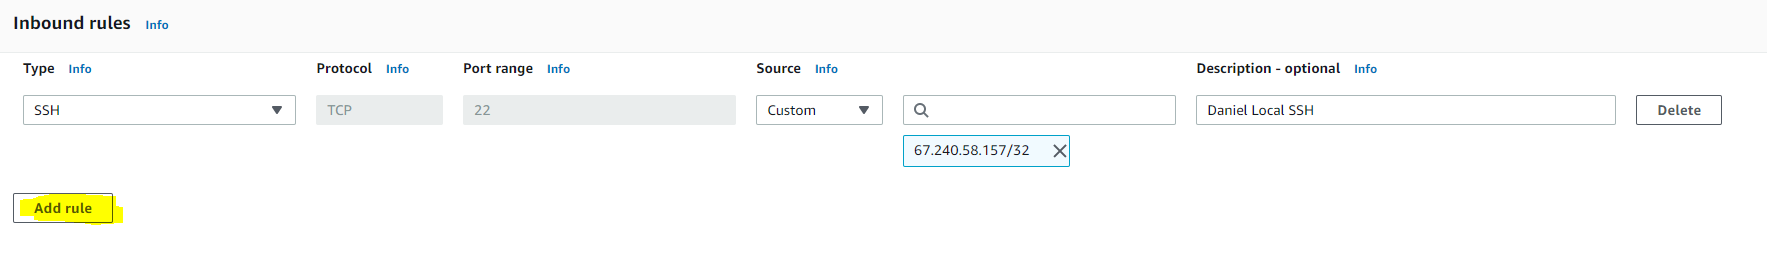 Inbound rules Info
Type Info Protocol Info Port range Info Source Info Description - optional Info
SSH TCP 22 Custom Daniel Local SSH Delete
67.240.58.157/32
Add rule